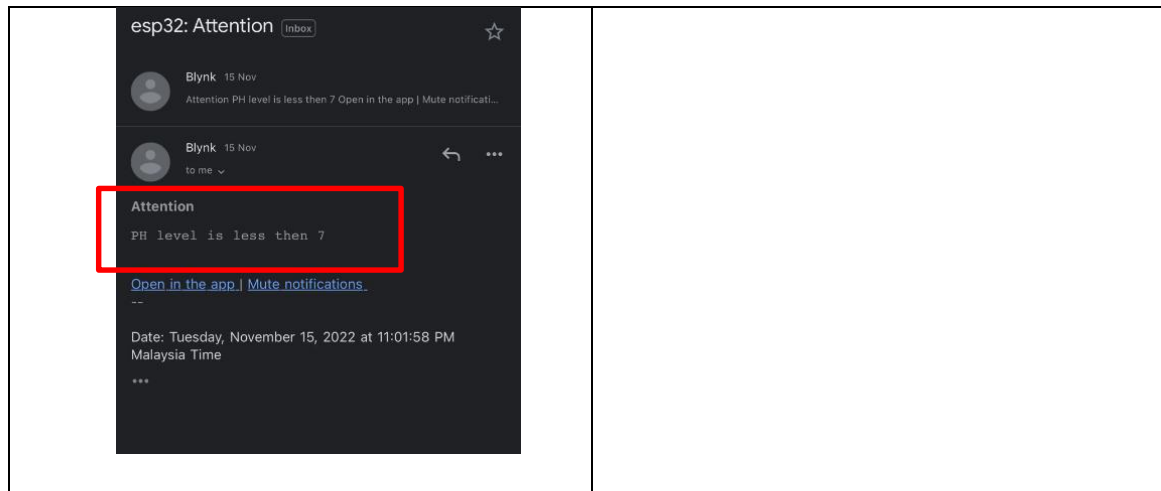 esp32: Attention Inbox
Blynk 15 Nov
Attention PH level is less then 7 Open in the app | Mute notificati...
Blynk 15 Nov
to me
Attention
PH level is less then 7
Open in the app | Mute notifications
--
Date: Tuesday, November 15, 2022 at 11:01:58 PM
Malaysia Time